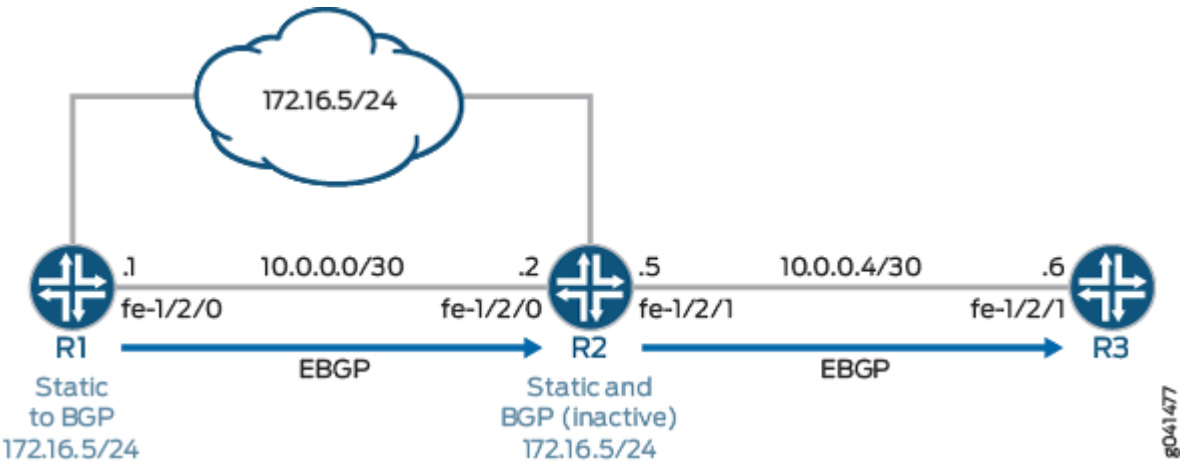 172.16.5/24
.1
10.0.0.0/30
.2
.5
10.0.0.4/30
.6
fe-1/2/0
fe-1/2/0
fe-1/2/1
fe-1/2/1
R1
R2
R3
EBGP
EBGP
Static
to BGP
172.16.5/24
Static and
BGP (inactive)
172.16.5/24
g041477